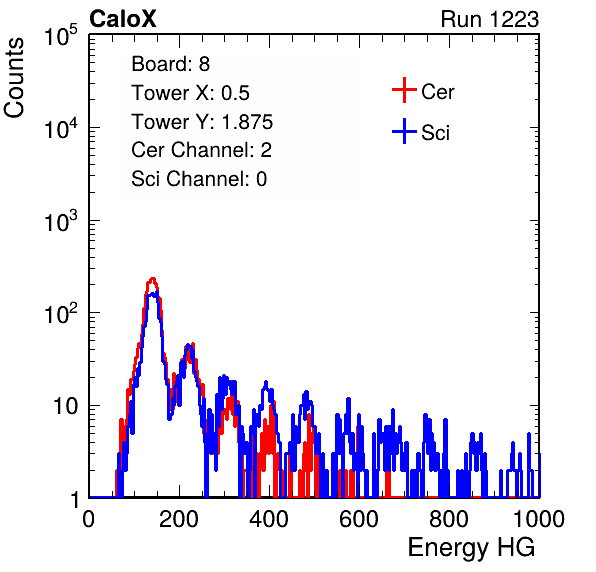 CaloX Run 1223
Counts
Board: 8
Tower X: 0.5
Tower Y: 1.875
Cer Channel: 2
Sci Channel: 0
Cer
Sci
10^5
10^4
10^3
10^2
10
1
0 200 400 600 800 1000
Energy HG